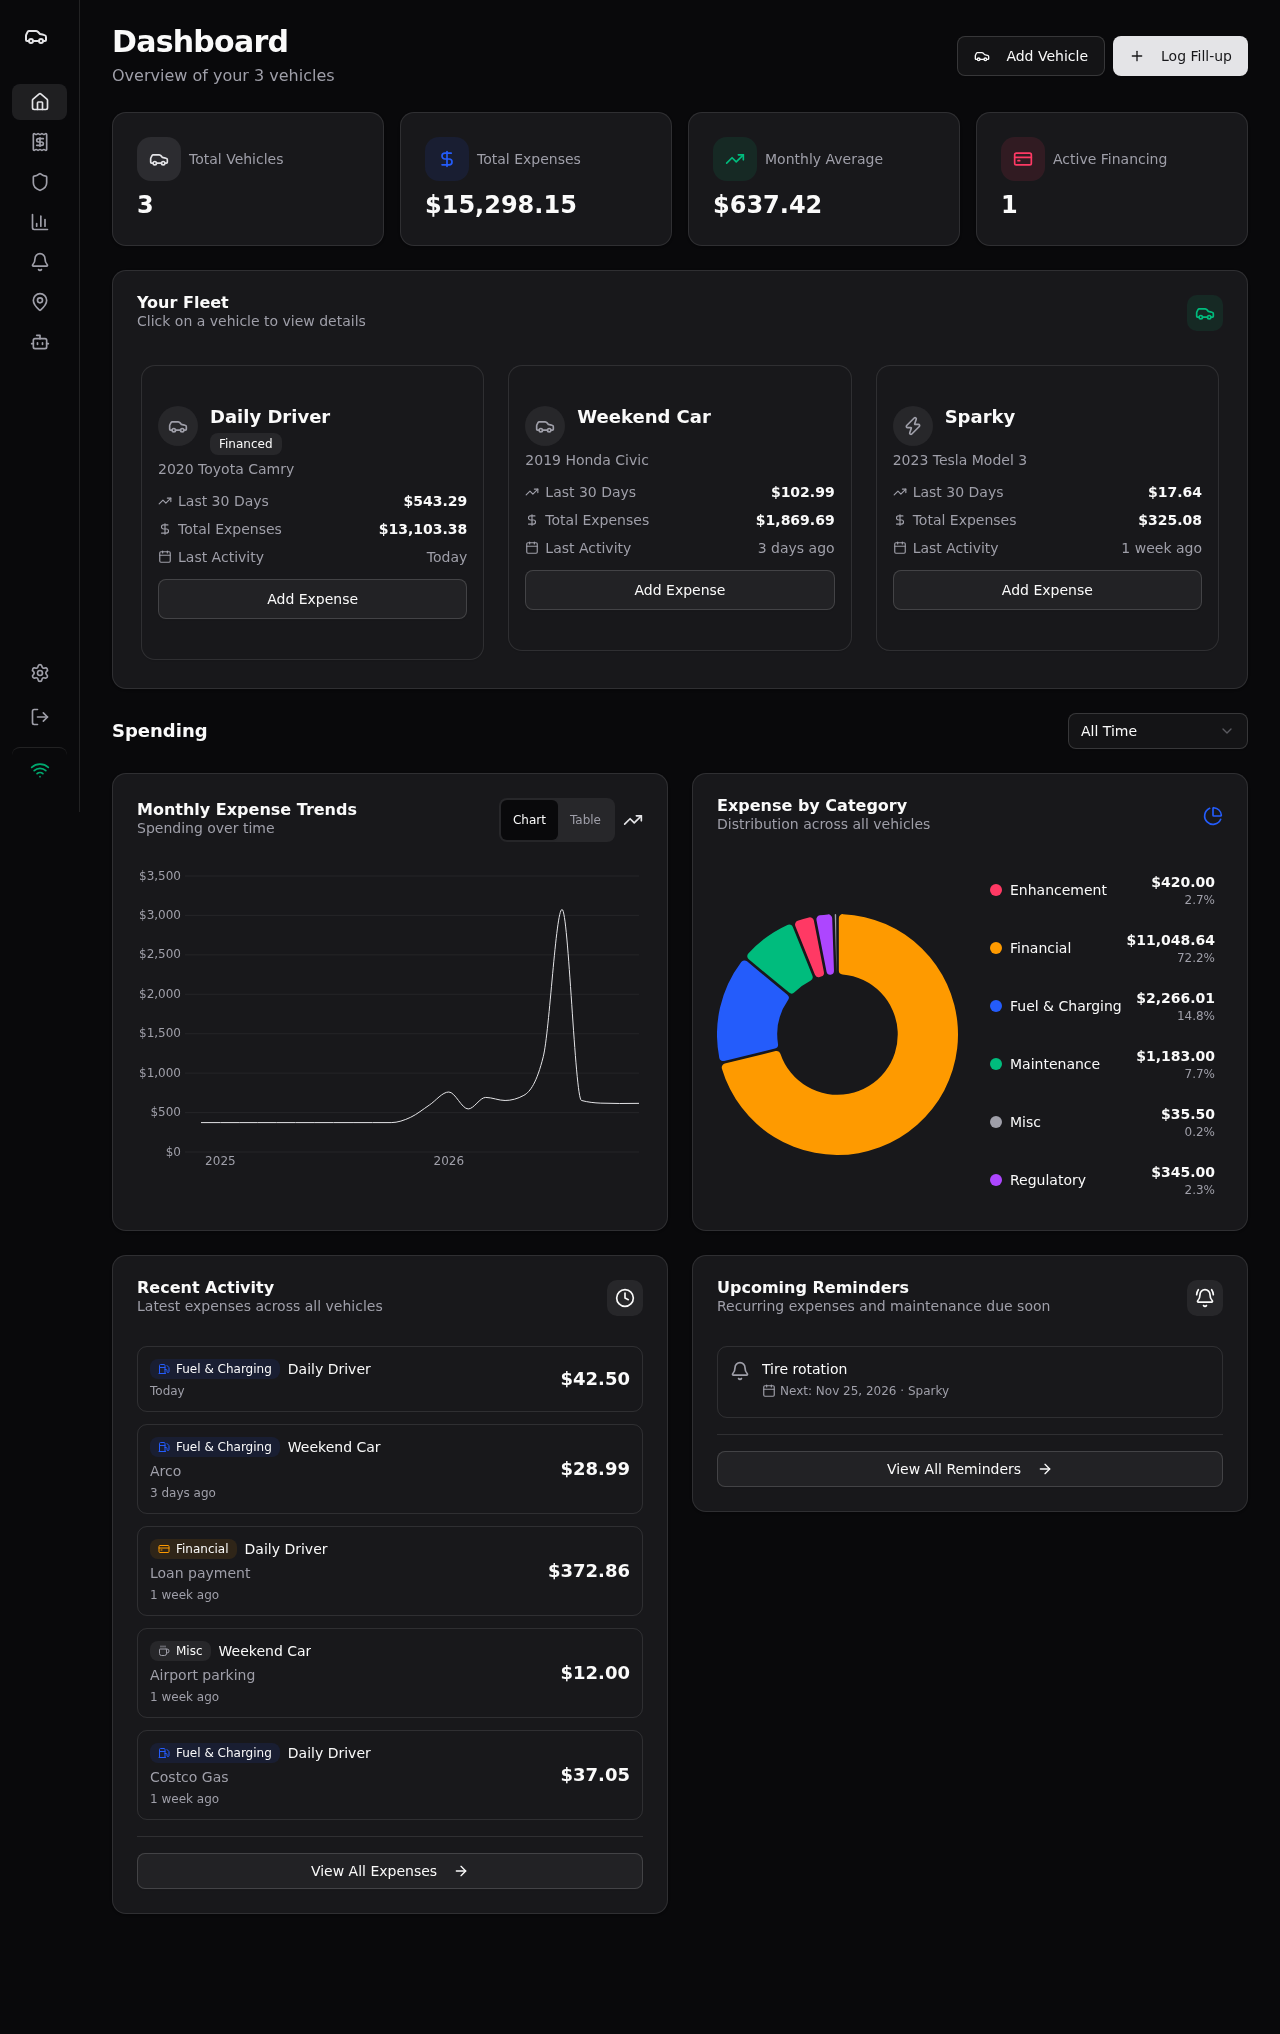 Dashboard
Overview of your 3 vehicles
Add Vehicle
Log Fill-up
Total Vehicles
3
Total Expenses
$15,298.15
Monthly Average
$637.42
Active Financing
1
Your Fleet
Click on a vehicle to view details
Daily Driver
Financed
2020 Toyota Camry
Last 30 Days $543.29
Total Expenses $13,103.38
Last Activity Today
Add Expense
Weekend Car
2019 Honda Civic
Last 30 Days $102.99
Total Expenses $1,869.69
Last Activity 3 days ago
Add Expense
Sparky
2023 Tesla Model 3
Last 30 Days $17.64
Total Expenses $325.08
Last Activity 1 week ago
Add Expense
Spending
All Time
Monthly Expense Trends
Spending over time
Chart Table
$3,500
$3,000
$2,500
$2,000
$1,500
$1,000
$500
$0
2025 2026
Expense by Category
Distribution across all vehicles
Enhancement $420.00
2.7%
Financial $11,048.64
72.2%
Fuel & Charging $2,266.01
14.8%
Maintenance $1,183.00
7.7%
Misc $35.50
0.2%
Regulatory $345.00
2.3%
Recent Activity
Latest expenses across all vehicles
Fuel & Charging Daily Driver
Today
$42.50
Fuel & Charging Weekend Car
Arco
3 days ago
$28.99
Financial Daily Driver
Loan payment
1 week ago
$372.86
Misc Weekend Car
Airport parking
1 week ago
$12.00
Fuel & Charging Daily Driver
Costco Gas
1 week ago
$37.05
View All Expenses
Upcoming Reminders
Recurring expenses and maintenance due soon
Tire rotation
Next: Nov 25, 2026 · Sparky
View All Reminders